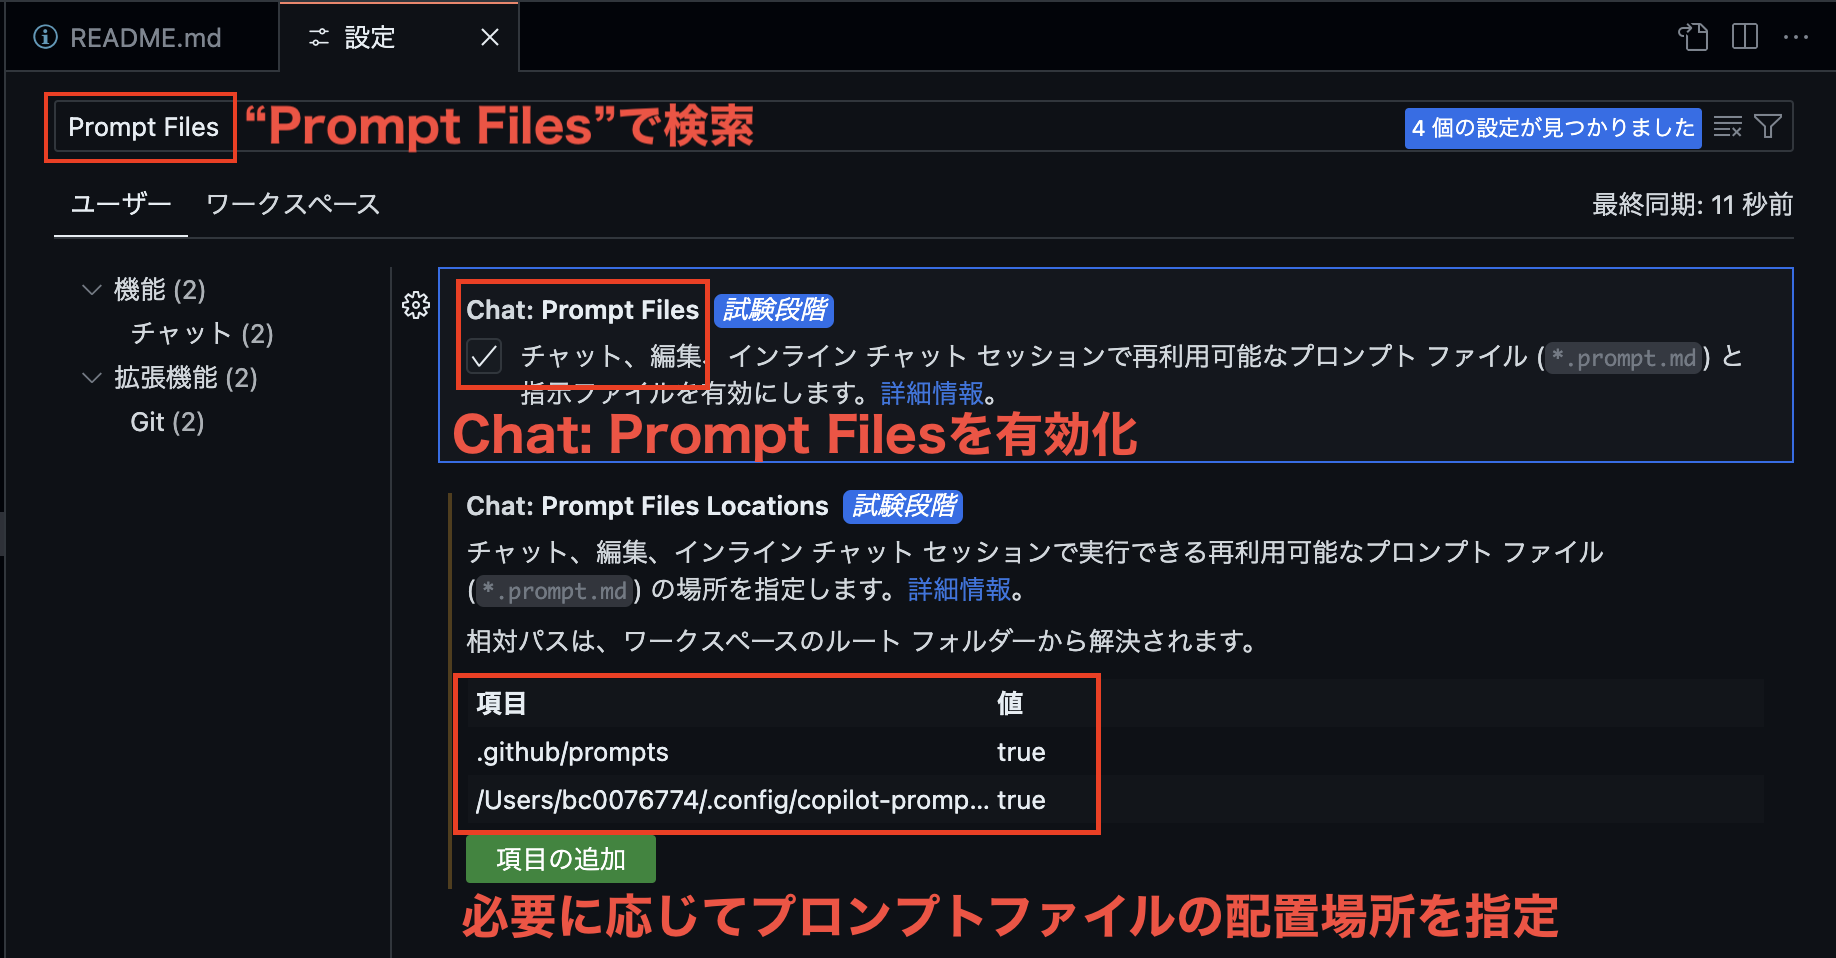 README.md
設定
Prompt Files
“Prompt Files”で検索
4 個の設定が見つかりました
ユーザー
ワークスペース
最終同期: 11 秒前
機能 (2)
チャット (2)
拡張機能 (2)
Git (2)
Chat: Prompt Files 試験段階
チャット、編集、インライン チャット セッションで再利用可能なプロンプト ファイル (*.prompt.md) と
指示ファイルを有効にします。詳細情報。
Chat: Prompt Filesを有効化
Chat: Prompt Files Locations 試験段階
チャット、編集、インライン チャット セッションで実行できる再利用可能なプロンプト ファイル
(*.prompt.md) の場所を指定します。詳細情報。
相対パスは、ワークスペースのルート フォルダーから解決されます。
項目 値
.github/prompts true
/Users/bc0076774/.config/copilot-promp... true
項目の追加
必要に応じてプロンプトファイルの配置場所を指定